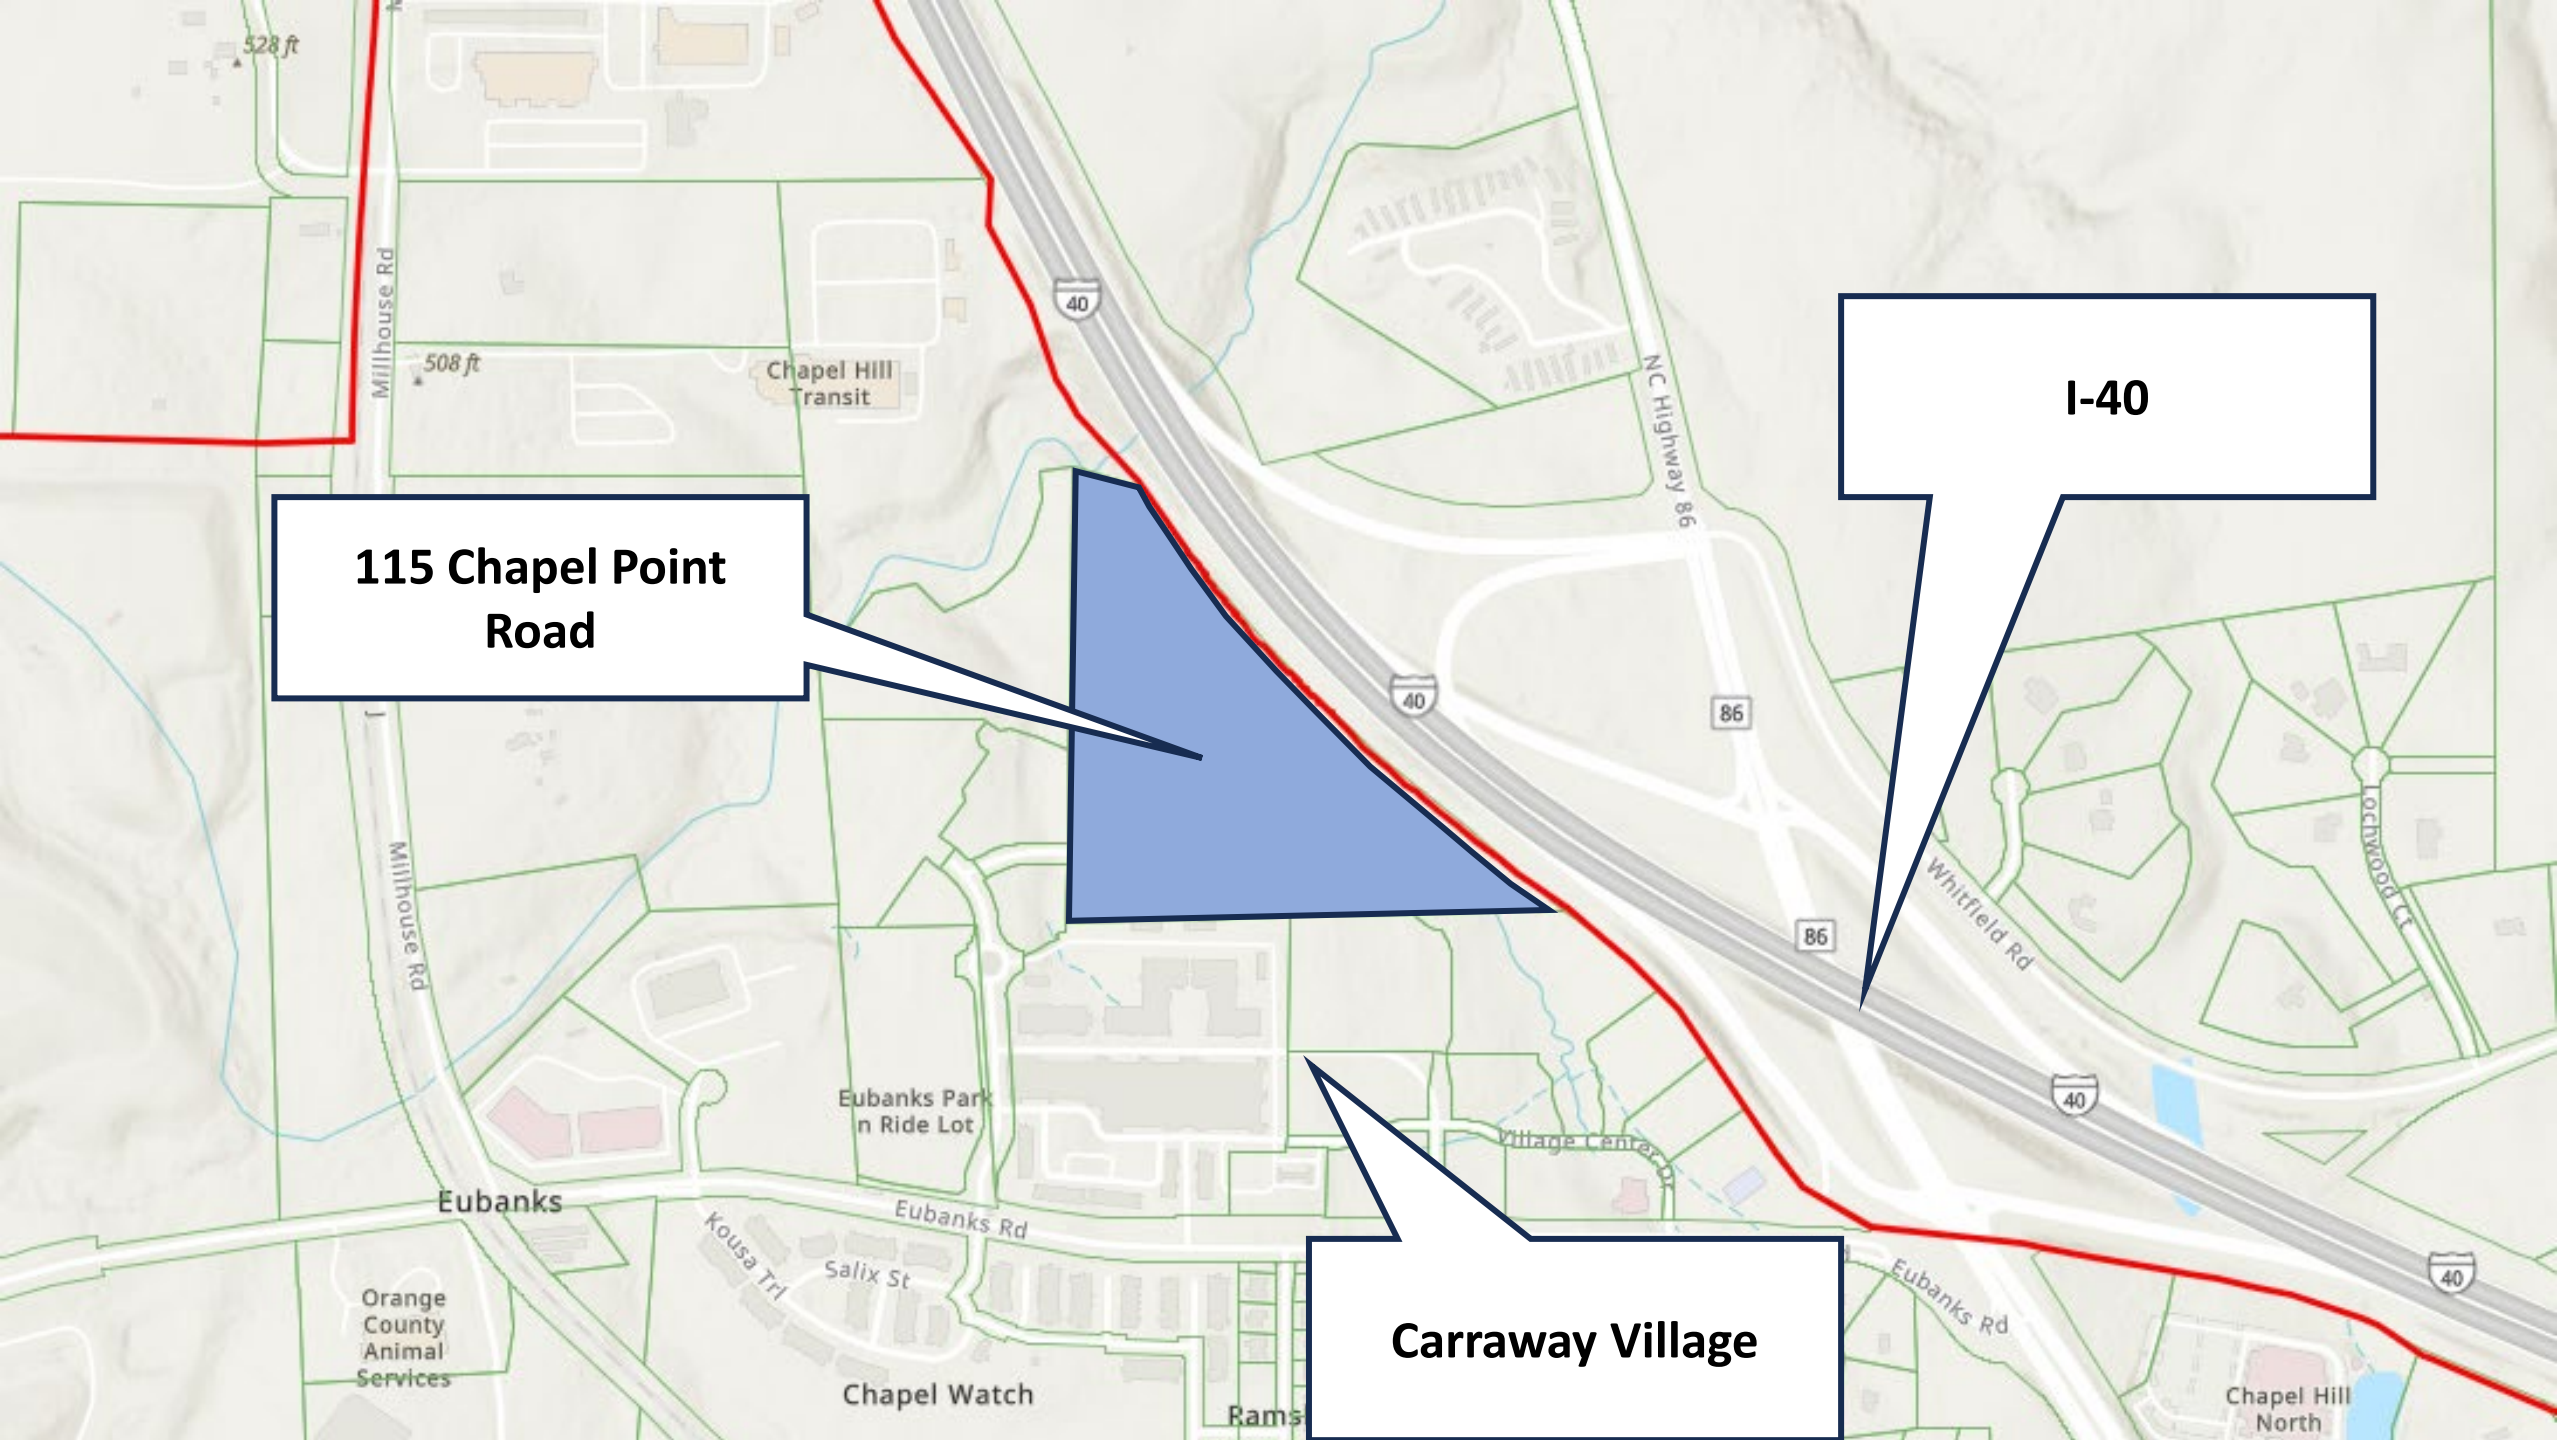 528 ft
Millhouse Rd
508 ft
Chapel Hill
Transit
40
NC Highway 86
I-40
115 Chapel Point
Road
40
86
86
Whitfield Rd
Lochwood Ct
Millhouse Rd
40
Eubanks Park
n Ride Lot
Village Center Dr
Eubanks
Eubanks Rd
Kousa Trl
Salix St
40
Eubanks Rd
Orange
County
Animal
Services
Carraway Village
Chapel Watch
Chapel Hill
North